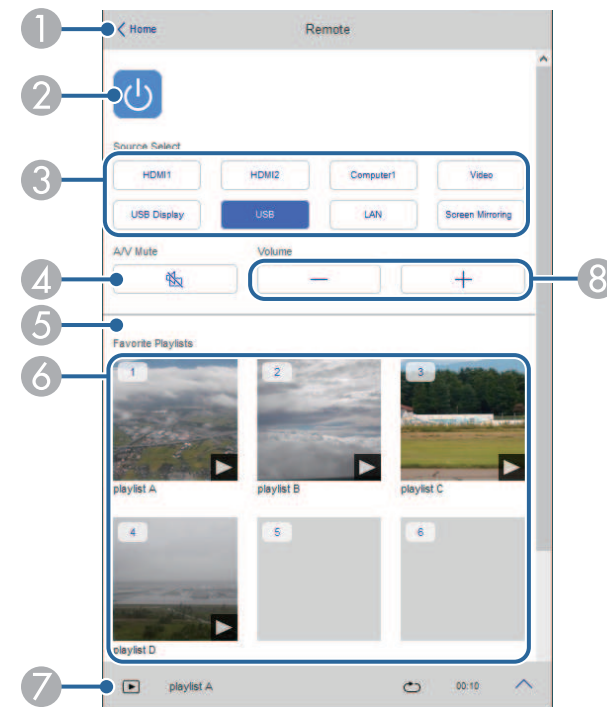 1
Home
Remote
2
Source Select
3
HDMI1 HDMI2 Computer1 Video
USB Display USB LAN Screen Mirroring
A/V Mute Volume
4
8
5
Favorite Playlists
6
1 2 3
playlist A playlist B playlist C
4 5 6
playlist D
7
playlist A 00:10